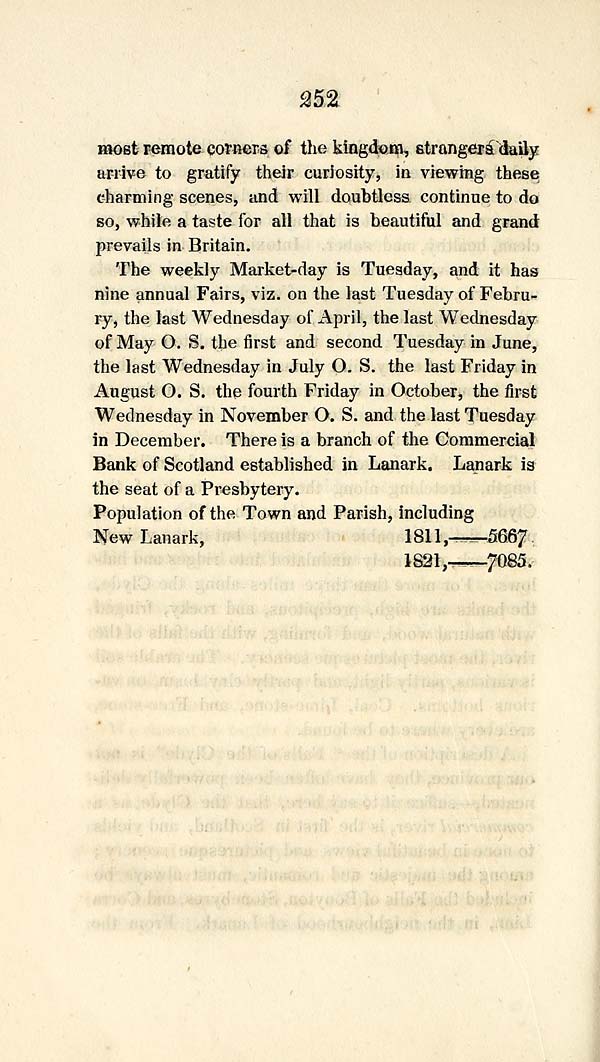 252
most remote corners of the kingdom, strangers daily
arrive to gratify their curiosity, in viewing these
charming scenes, and will doubtless continue to do
so, while a taste for all that is beautiful and grand
prevails in Britain.
The weekly Market-day is Tuesday, and it has
nine annual Fairs, viz. on the last Tuesday of Febru-
ry, the last Wednesday of April, the last Wednesday
of May O. S. the first and second Tuesday in June,
the last Wednesday in July O. S. the last Friday in
August O. S. the fourth Friday in October, the first
Wednesday in November O. S. and the last Tuesday
in December. There is a branch of the Commercial
Bank of Scotland established in Lanark. Lanark is
the seat of a Presbytery.
Population of the Town and Parish, including
New Lanark, 1811,——5667.
1821,——7085.